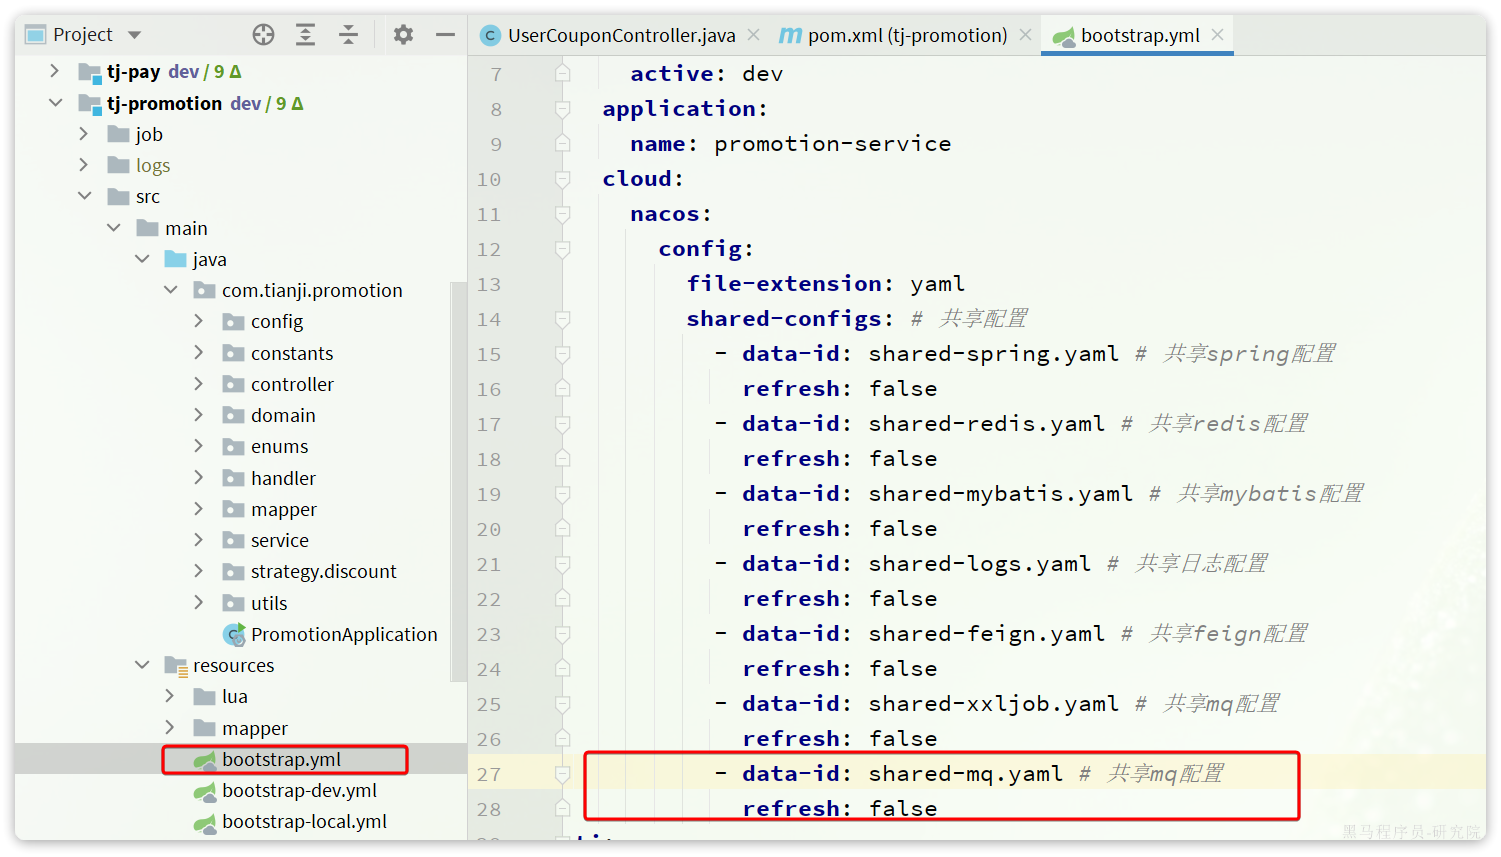 Project
tj-pay dev / 9 Δ
tj-promotion dev / 9 Δ
job
logs
src
main
java
com.tianji.promotion
config
constants
controller
domain
enums
handler
mapper
service
strategy.discount
utils
PromotionApplication
resources
lua
mapper
bootstrap.yml
bootstrap-dev.yml
bootstrap-local.yml
UserCouponController.java
pom.xml (tj-promotion)
bootstrap.yml
7 active: dev
8 application:
9 name: promotion-service
10 cloud:
11 nacos:
12 config:
13 file-extension: yaml
14 shared-configs: # 共享配置
15 - data-id: shared-spring.yaml # 共享spring配置
16 refresh: false
17 - data-id: shared-redis.yaml # 共享redis配置
18 refresh: false
19 - data-id: shared-mybatis.yaml # 共享mybatis配置
20 refresh: false
21 - data-id: shared-logs.yaml # 共享日志配置
22 refresh: false
23 - data-id: shared-feign.yaml # 共享feign配置
24 refresh: false
25 - data-id: shared-xxljob.yaml # 共享mq配置
26 refresh: false
27 - data-id: shared-mq.yaml # 共享mq配置
28 refresh: false
黑马程序员-研究院